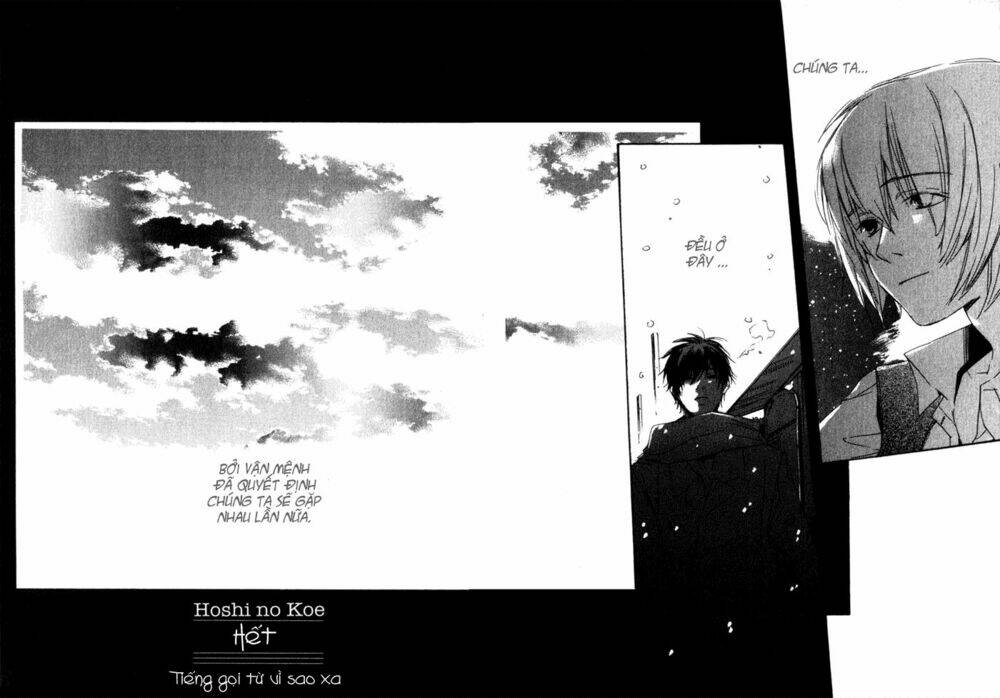 CHÚNG TA...
ĐỀU Ở
ĐÂY ...
BỞI VẬN MỆNH
ĐÃ QUYẾT ĐỊNH
CHÚNG TA SẼ GẶP
NHAU LẦN NỮA.
Hoshi no Koe
Hết
Tiếng gọi từ vì sao xa